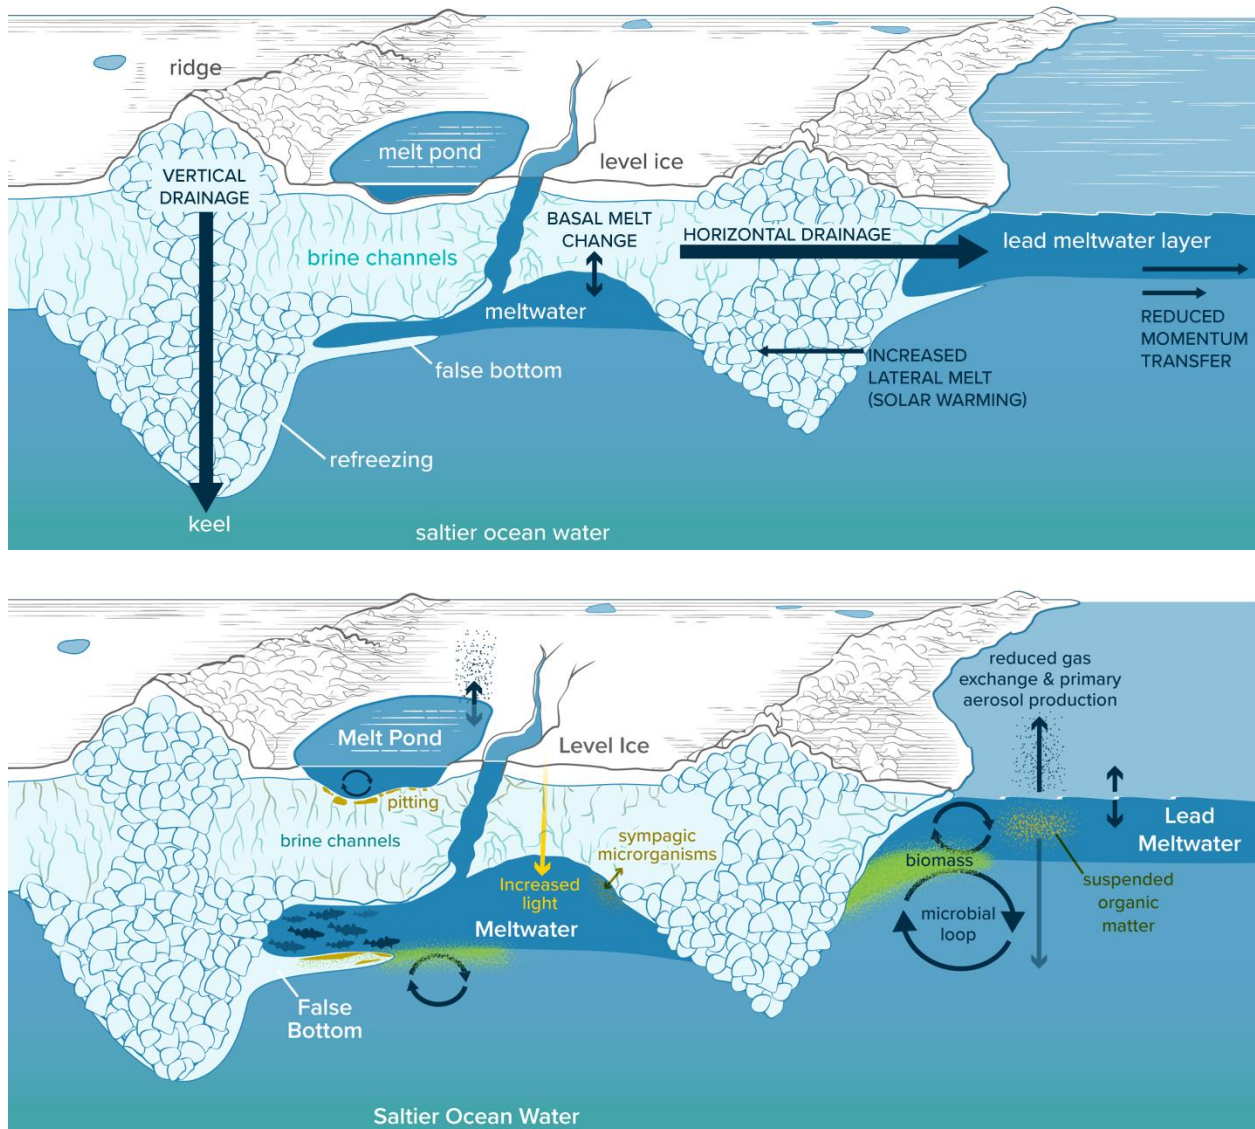 ridge
melt pond
level ice
VERTICAL
DRAINAGE
BASAL MELT
CHANGE
HORIZONTAL DRAINAGE
lead meltwater layer
brine channels
meltwater
REDUCED
MOMENTUM
TRANSFER
false bottom
INCREASED
LATERAL MELT
(SOLAR WARMING)
refreezing
keel
saltier ocean water
reduced gas
exchange & primary
aerosol production
Melt Pond
Level Ice
pitting
brine channels
sympagic
microrganisms
Lead
Meltwater
biomass
Increased
light
suspended
organic
matter
Meltwater
microbial
loop
False
Bottom
Saltier Ocean Water